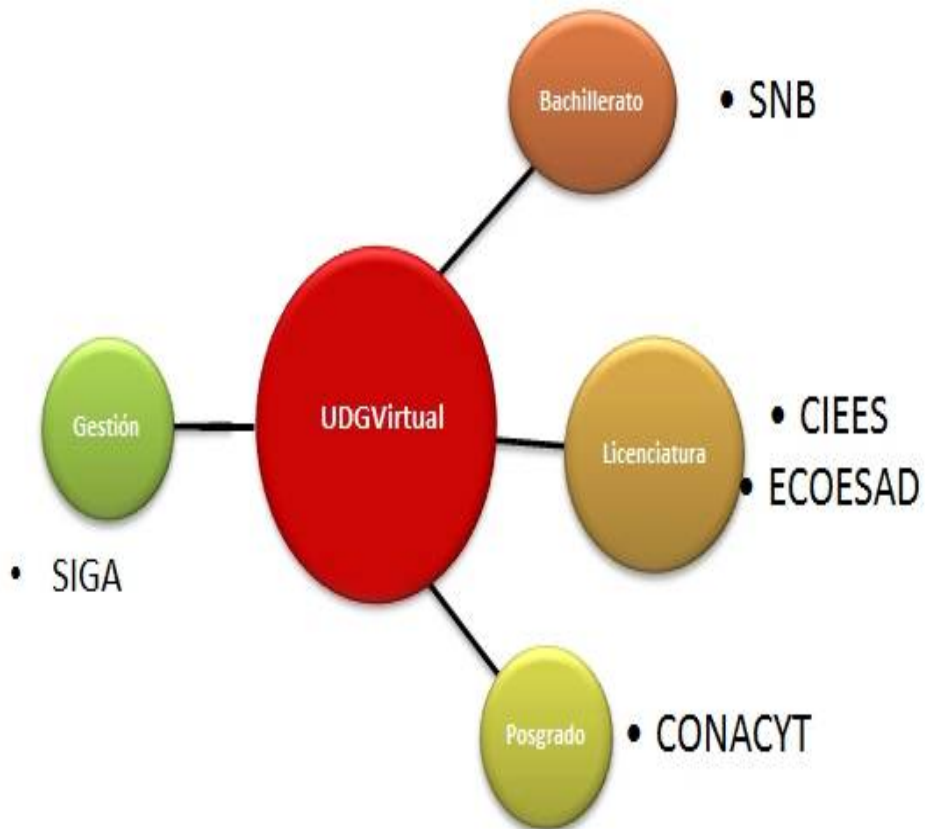 Bachillerato
• SNB
UDGVirtual
Gestión
Licenciatura
• CIEES
• ECOESAD
• SIGA
Posgrado
• CONACYT